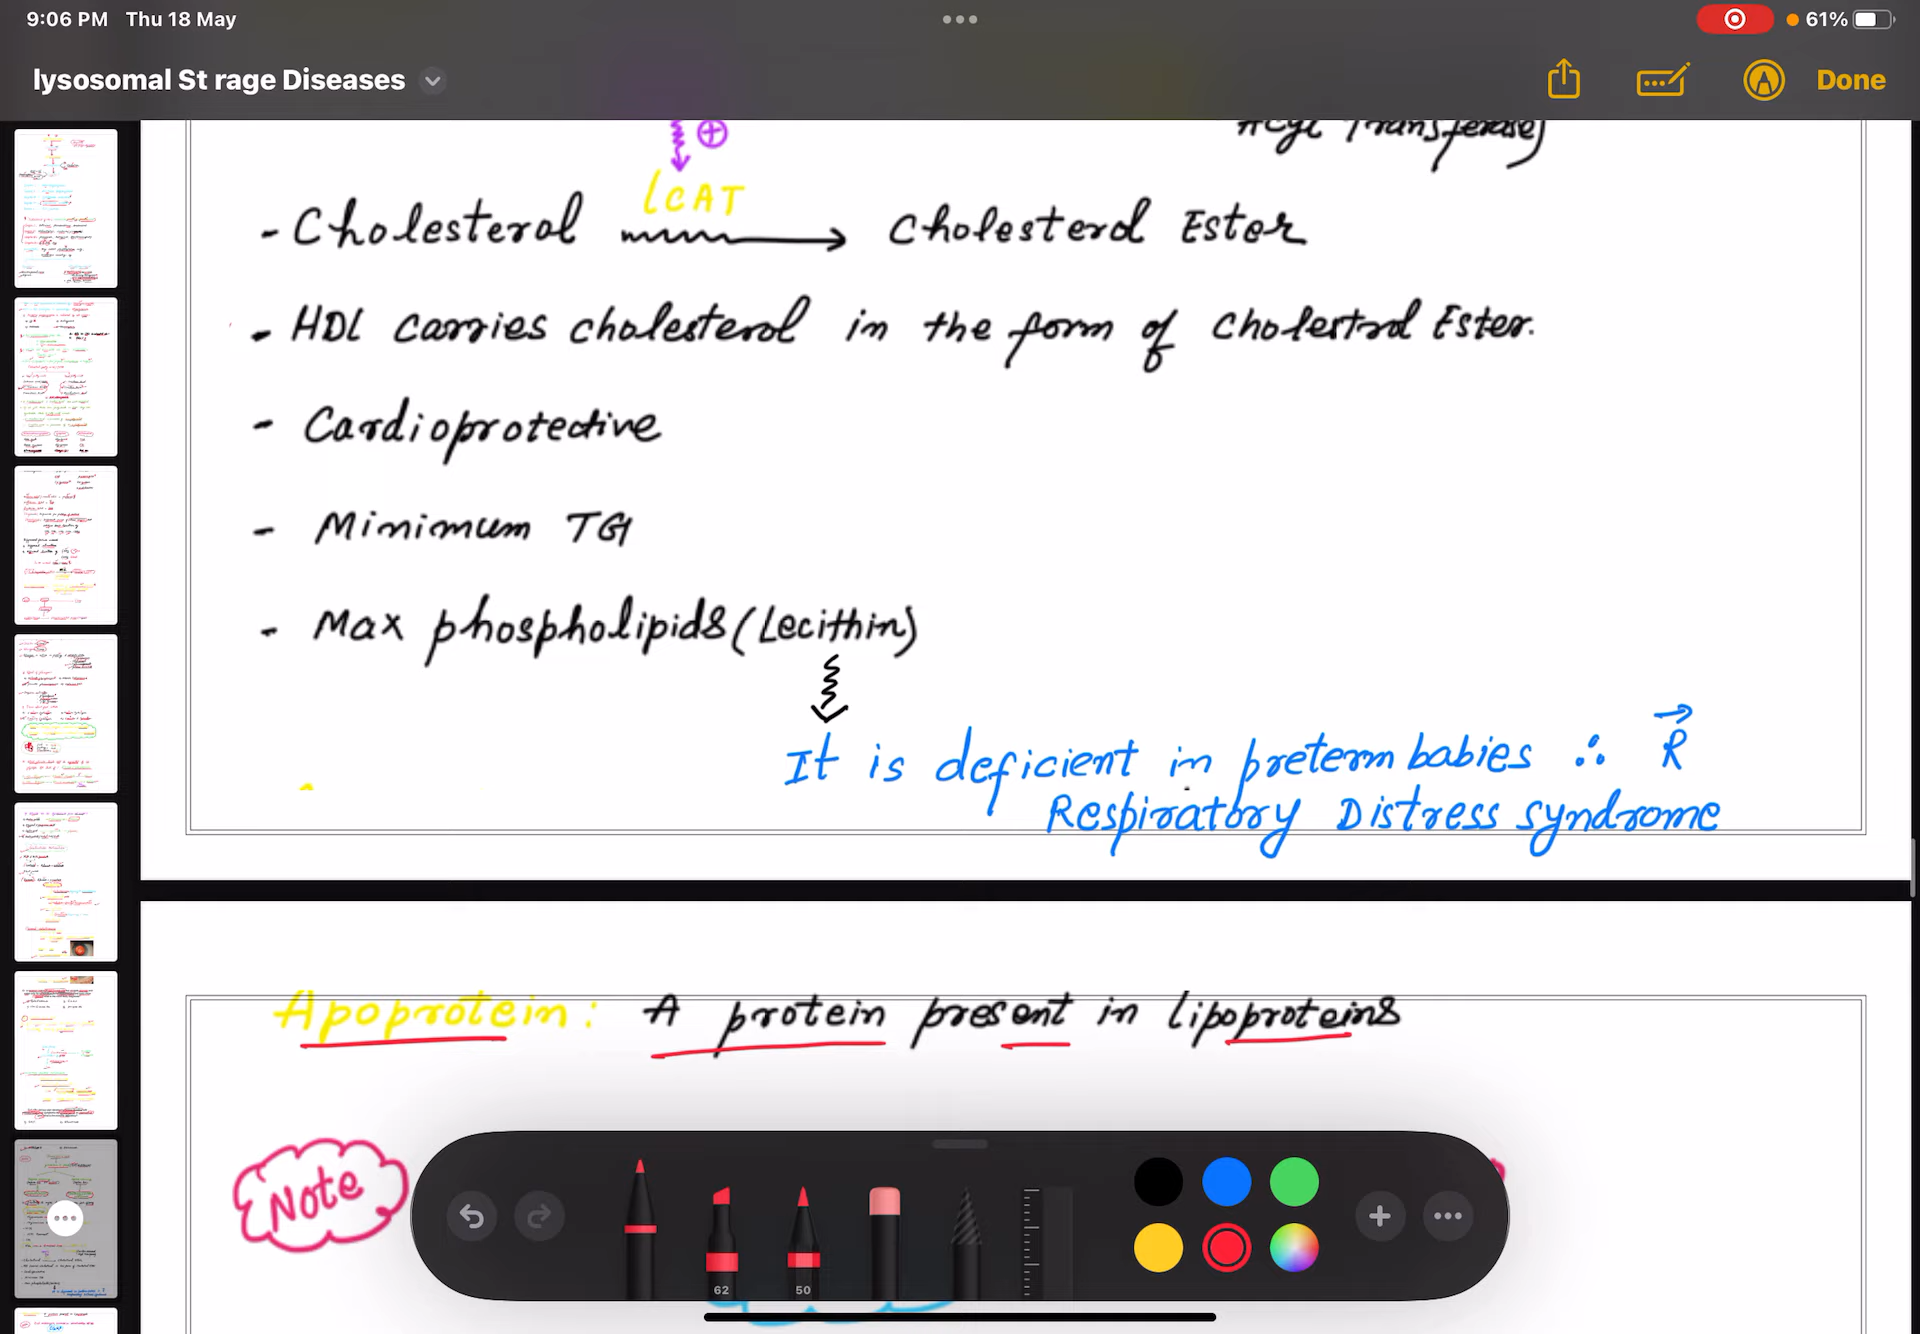 9:06 PM Thu 18 May
61%
lysosomal St rage Diseases
Done
Acyl Transferase)
LCAT
- Cholesterol → Cholesterol Ester
- HDL carries cholesterol in the form of Cholesterol Ester.
- Cardioprotective
- Minimum TG
- Max phospholipids (Lecithin)
It is deficient in preterm babies ∴ R
Respiratory Distress syndrome
Apoprotein: A protein present in lipoproteins
Note
62 50